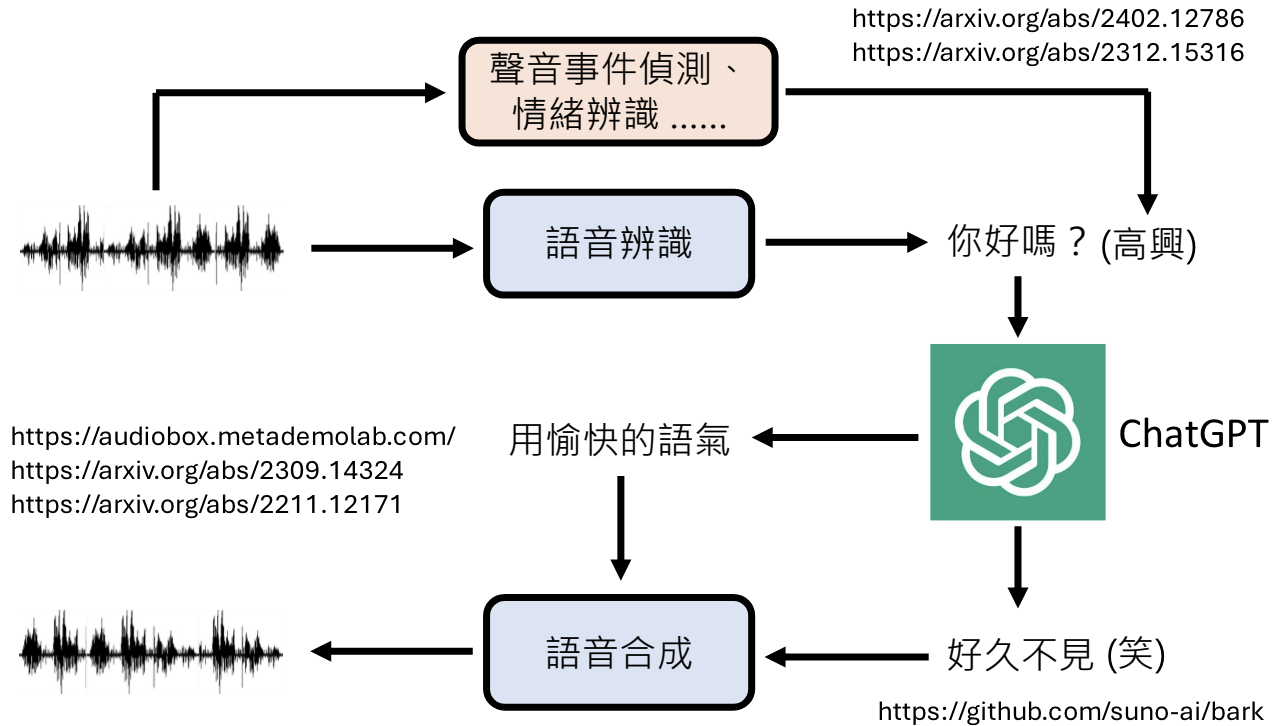 https://arxiv.org/abs/2402.12786
https://arxiv.org/abs/2312.15316
聲音事件偵測、
情緒辨識 ......
語音辨識
你好嗎？(高興)
ChatGPT
用愉快的語氣
https://audiobox.metademolab.com/
https://arxiv.org/abs/2309.14324
https://arxiv.org/abs/2211.12171
語音合成
好久不見 (笑)
https://github.com/suno-ai/bark